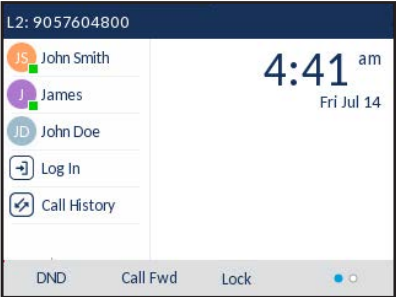 L2: 9057604800
JS John Smith
J James
JD John Doe
Log In
Call History
4:41 am
Fri Jul 14
DND Call Fwd Lock